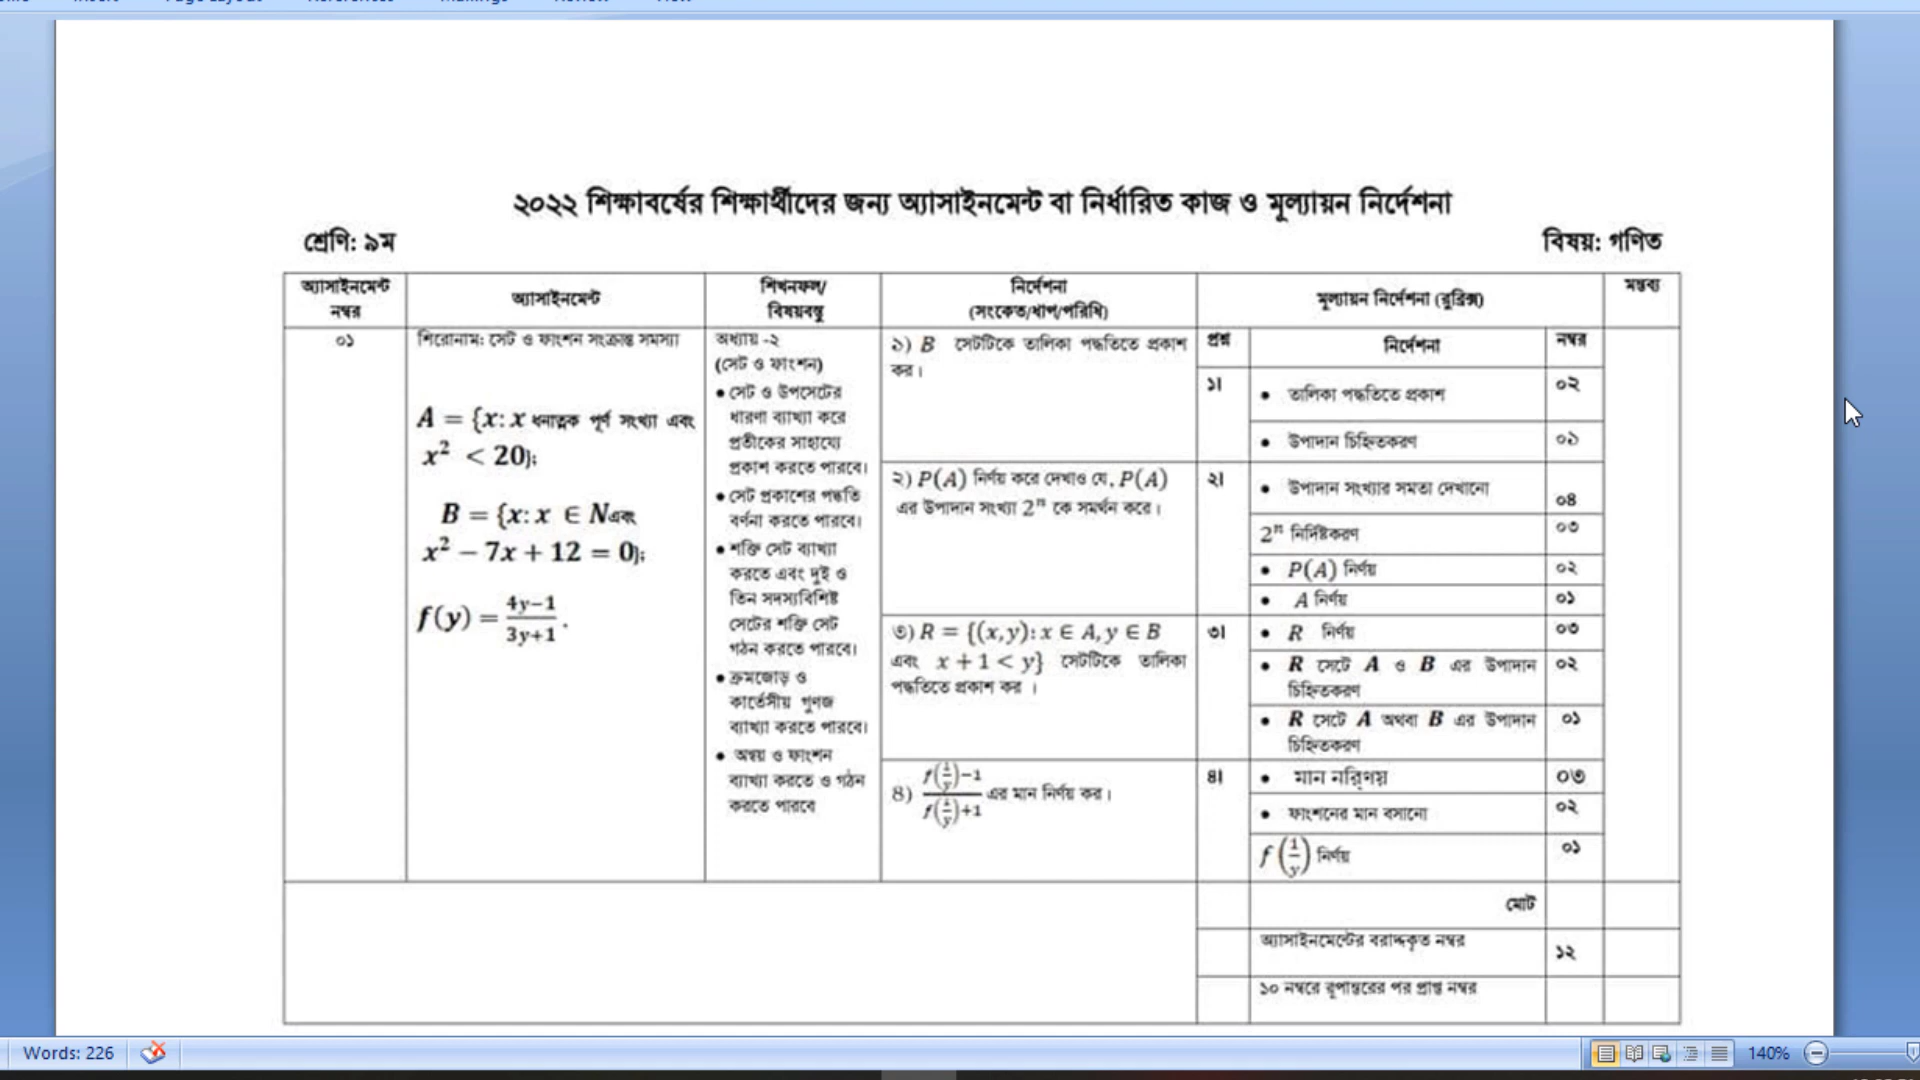 ২০২২ শিক্ষাবর্ষের শিক্ষার্থীদের জন্য অ্যাসাইনমেন্ট বা নির্ধারিত কাজ ও মূল্যায়ন নির্দেশনা
শ্রেণি: ৯ম
বিষয়: গণিত
অ্যাসাইনমেন্ট
নম্বর
অ্যাসাইনমেন্ট
শিখনফল/
বিষয়বস্তু
নির্দেশনা
(সংকেত/ধাপ/পরিধি)
মূল্যায়ন নির্দেশনা (রুব্রিক্স)
মন্তব্য
০১
শিরোনাম: সেট ও ফাংশন সংক্রান্ত সমস্যা
A = {x: x ধনাত্নক পূর্ণ সংখ্যা এবং
x² < 20};
B = {x: x ∈ N এবং
x² − 7x + 12 = 0};
f(y) = (4y−1)/(3y+1) .
অধ্যায় -২
(সেট ও ফাংশন)
● সেট ও উপসেটের
ধারণা ব্যাখ্যা করে
প্রতীকের সাহায্যে
প্রকাশ করতে পারবে।
● সেট প্রকাশের পদ্ধতি
বর্ণনা করতে পারবে।
● শক্তি সেট ব্যাখ্যা
করতে এবং দুই ও
তিন সদস্যবিশিষ্ট
সেটের শক্তি সেট
গঠন করতে পারবে।
● ক্রমজোড় ও
কার্তেসীয় গুণজ
ব্যাখ্যা করতে পারবে।
● অন্বয় ও ফাংশন
ব্যাখ্যা করতে ও গঠন
করতে পারবে
১) B সেটটিকে তালিকা পদ্ধতিতে প্রকাশ
কর।
২) P(A) নির্ণয় করে দেখাও যে, P(A)
এর উপাদান সংখ্যা 2ⁿ কে সমর্থন করে।
৩) R = {(x,y): x ∈ A, y ∈ B
এবং x + 1 < y} সেটটিকে তালিকা
পদ্ধতিতে প্রকাশ কর ।
8) (f(1/y)−1)/(f(1/y)+1) এর মান নির্ণয় কর।
প্রশ্ন
নির্দেশনা
নম্বর
১।
● তালিকা পদ্ধতিতে প্রকাশ
০২
● উপাদান চিহ্নিতকরণ
০১
২।
● উপাদান সংখ্যার সমতা দেখানো
০৪
2ⁿ নির্দিষ্টকরণ
০৩
● P(A) নির্ণয়
০২
● A নির্ণয়
০১
৩।
● R নির্ণয়
০৩
● R সেটে A ও B এর উপাদান
চিহ্নিতকরণ
০২
● R সেটে A অথবা B এর উপাদান
চিহ্নিতকরণ
০১
৪।
● মান নরি্ণয়
০৩
● ফাংশনের মান বসানো
০২
f(1/y) নির্ণয়
০১
মোট
অ্যাসাইনমেন্টের বরাদ্দকৃত নম্বর
১২
১০ নম্বরে রূপান্তরের পর প্রাপ্ত নম্বর
Words: 226
140%